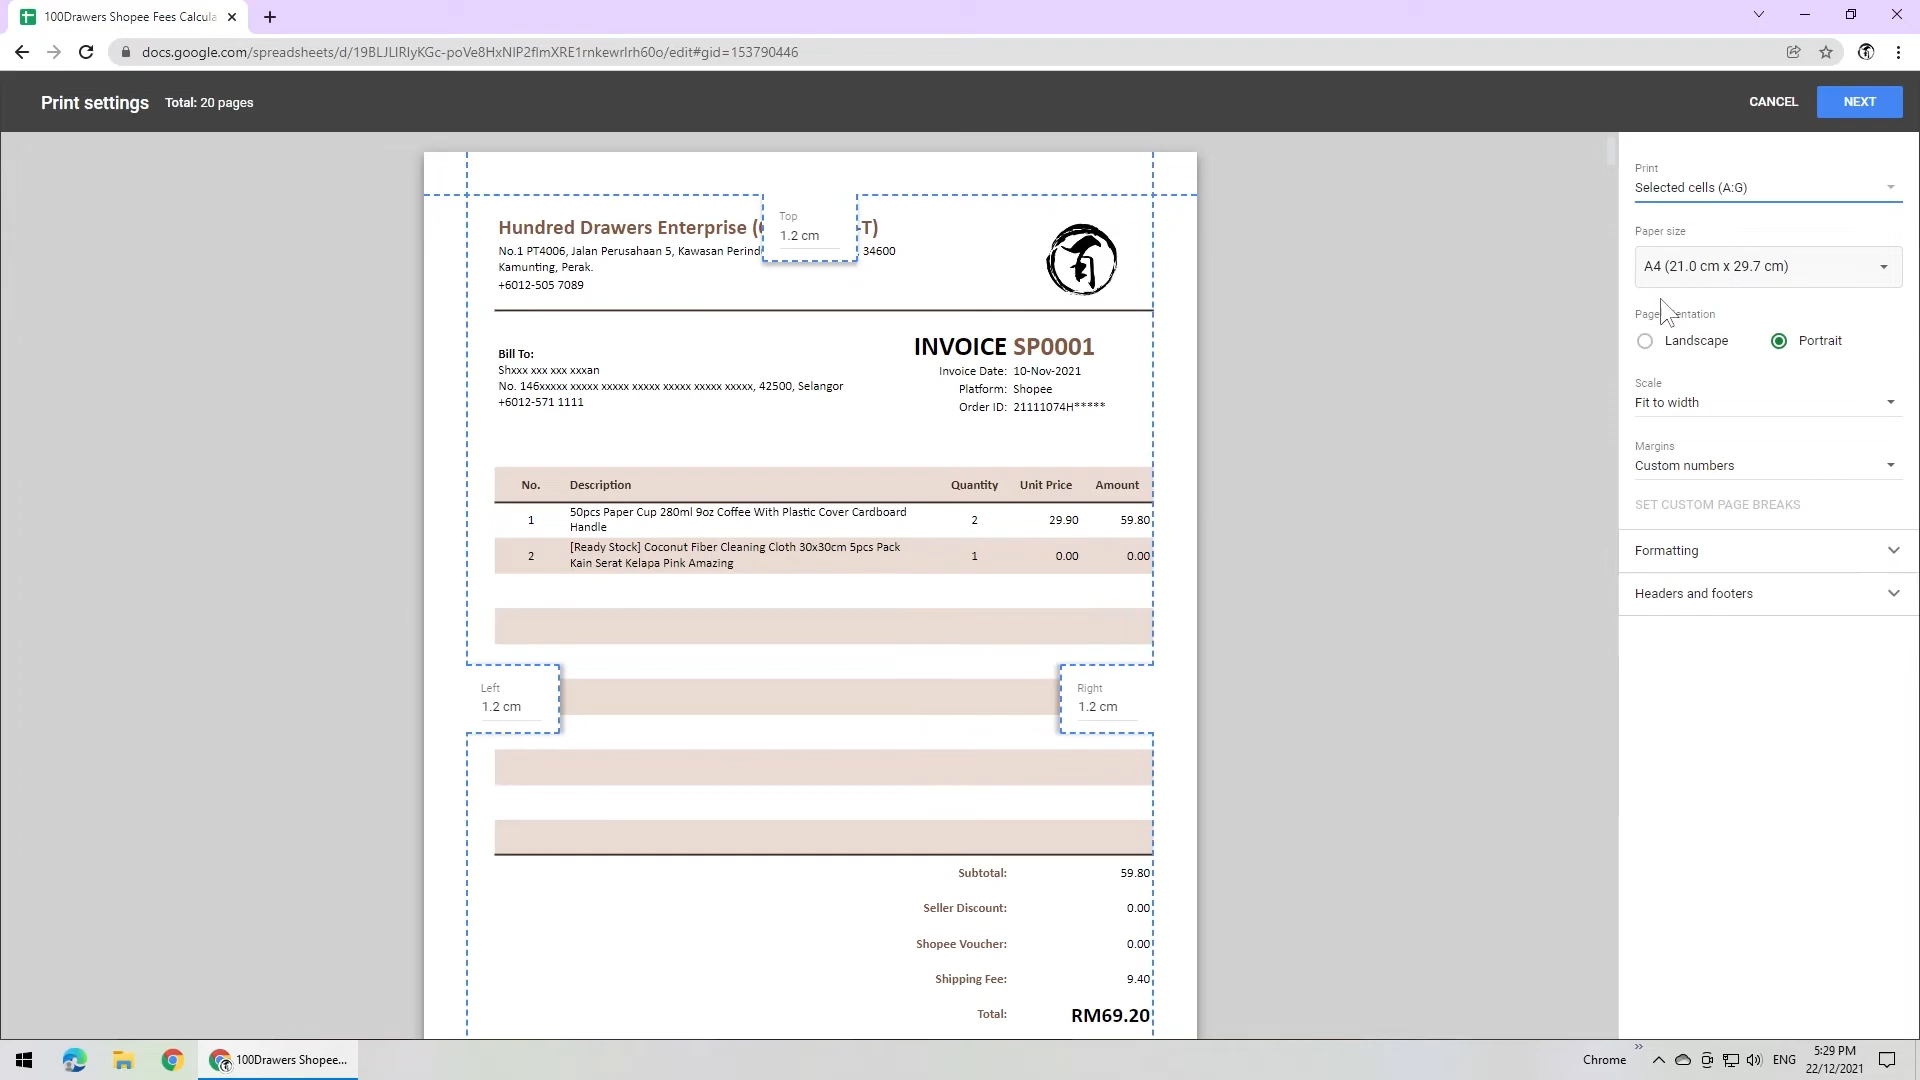 100Drawers Shopee Fees Calcula
docs.google.com/spreadsheets/d/19BLJLlRIyKGc-poVe8HxNIP2flmXRE1rnkewrlrh60o/edit#gid=153790446
Print settings Total: 20 pages
CANCEL NEXT
Print
Selected cells (A:G)
Paper size
A4 (21.0 cm x 29.7 cm)
Landscape Portrait
Scale
Fit to width
Margins
Custom numbers
SET CUSTOM PAGE BREAKS
Formatting
Headers and footers
Hundred Drawers Enterprise ( -T)
Top
1.2 cm
No.1 PT4006, Jalan Perusahaan 5, Kawasan Perind 34600
Kamunting, Perak.
+6012-505 7089
百
Bill To:
Shxxx xxx xxx xxxan
No. 146xxxxx xxxxx xxxxx xxxxx xxxxx xxxxx xxxxx, 42500, Selangor
+6012-571 1111
INVOICE SP0001
Invoice Date: 10-Nov-2021
Platform: Shopee
Order ID: 21111074H*****
No. Description Quantity Unit Price Amount
1 50pcs Paper Cup 280ml 9oz Coffee With Plastic Cover Cardboard 2 29.90 59.80
Handle
2 [Ready Stock] Coconut Fiber Cleaning Cloth 30x30cm 5pcs Pack 1 0.00 0.00
Kain Serat Kelapa Pink Amazing
Left
1.2 cm
Right
1.2 cm
Subtotal: 59.80
Seller Discount: 0.00
Shopee Voucher: 0.00
Shipping Fee: 9.40
Total: RM69.20
100Drawers Shopee...
Chrome
ENG
5:29 PM
22/12/2021